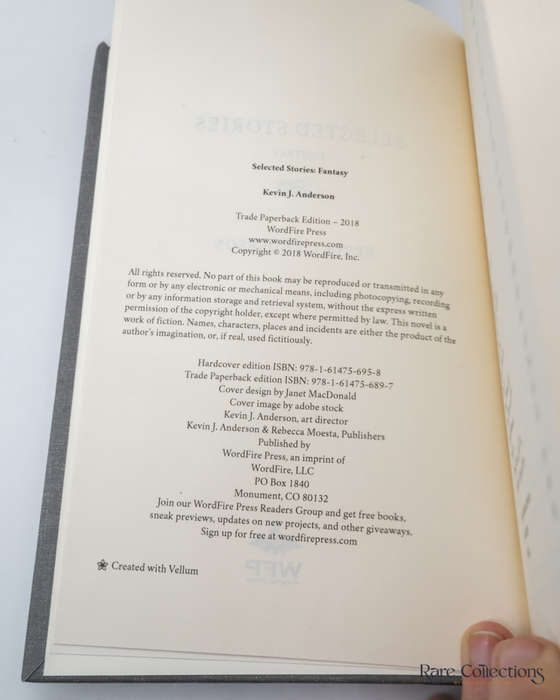 Selected Stories: Fantasy
Kevin J. Anderson
Trade Paperback Edition – 2018
WordFire Press
www.wordfirepress.com
Copyright © 2018 WordFire, Inc.
All rights reserved. No part of this book may be reproduced or transmitted in any
form or by any electronic or mechanical means, including photocopying, recording
or by any information storage and retrieval system, without the express written
permission of the copyright holder, except where permitted by law. This novel is a
work of fiction. Names, characters, places and incidents are either the product of the
author's imagination, or, if real, used fictitiously.
Hardcover edition ISBN: 978-1-61475-695-8
Trade Paperback edition ISBN: 978-1-61475-689-7
Cover design by Janet MacDonald
Cover image by adobe stock
Kevin J. Anderson, art director
Kevin J. Anderson & Rebecca Moesta, Publishers
Published by
WordFire Press, an imprint of
WordFire, LLC
PO Box 1840
Monument, CO 80132
Join our WordFire Press Readers Group and get free books,
sneak previews, updates on new projects, and other giveaways.
Sign up for free at wordfirepress.com
Created with Vellum
Rare Collections